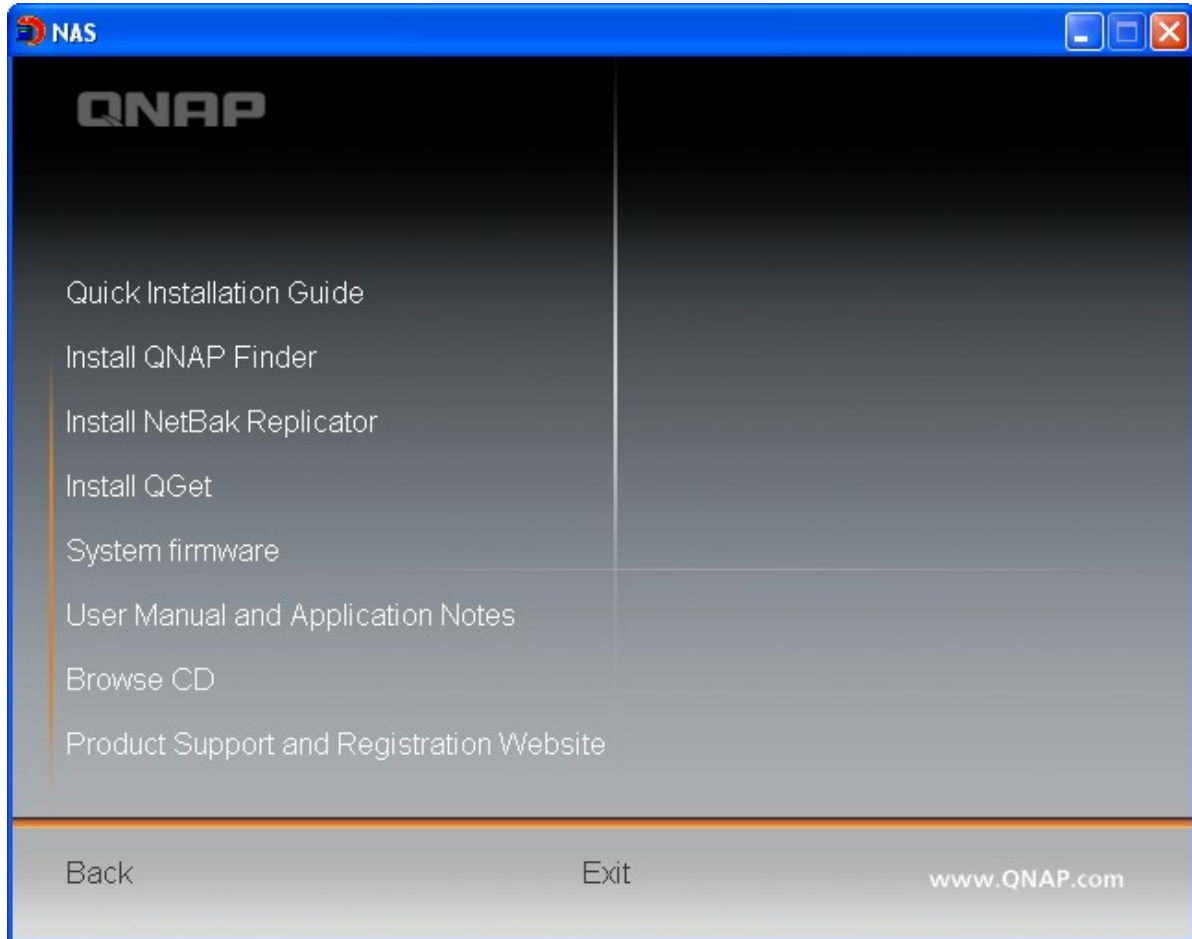 NAS
QNAP
Quick Installation Guide
Install QNAP Finder
Install NetBak Replicator
Install QGet
System firmware
User Manual and Application Notes
Browse CD
Product Support and Registration Website
Back
Exit
www.QNAP.com